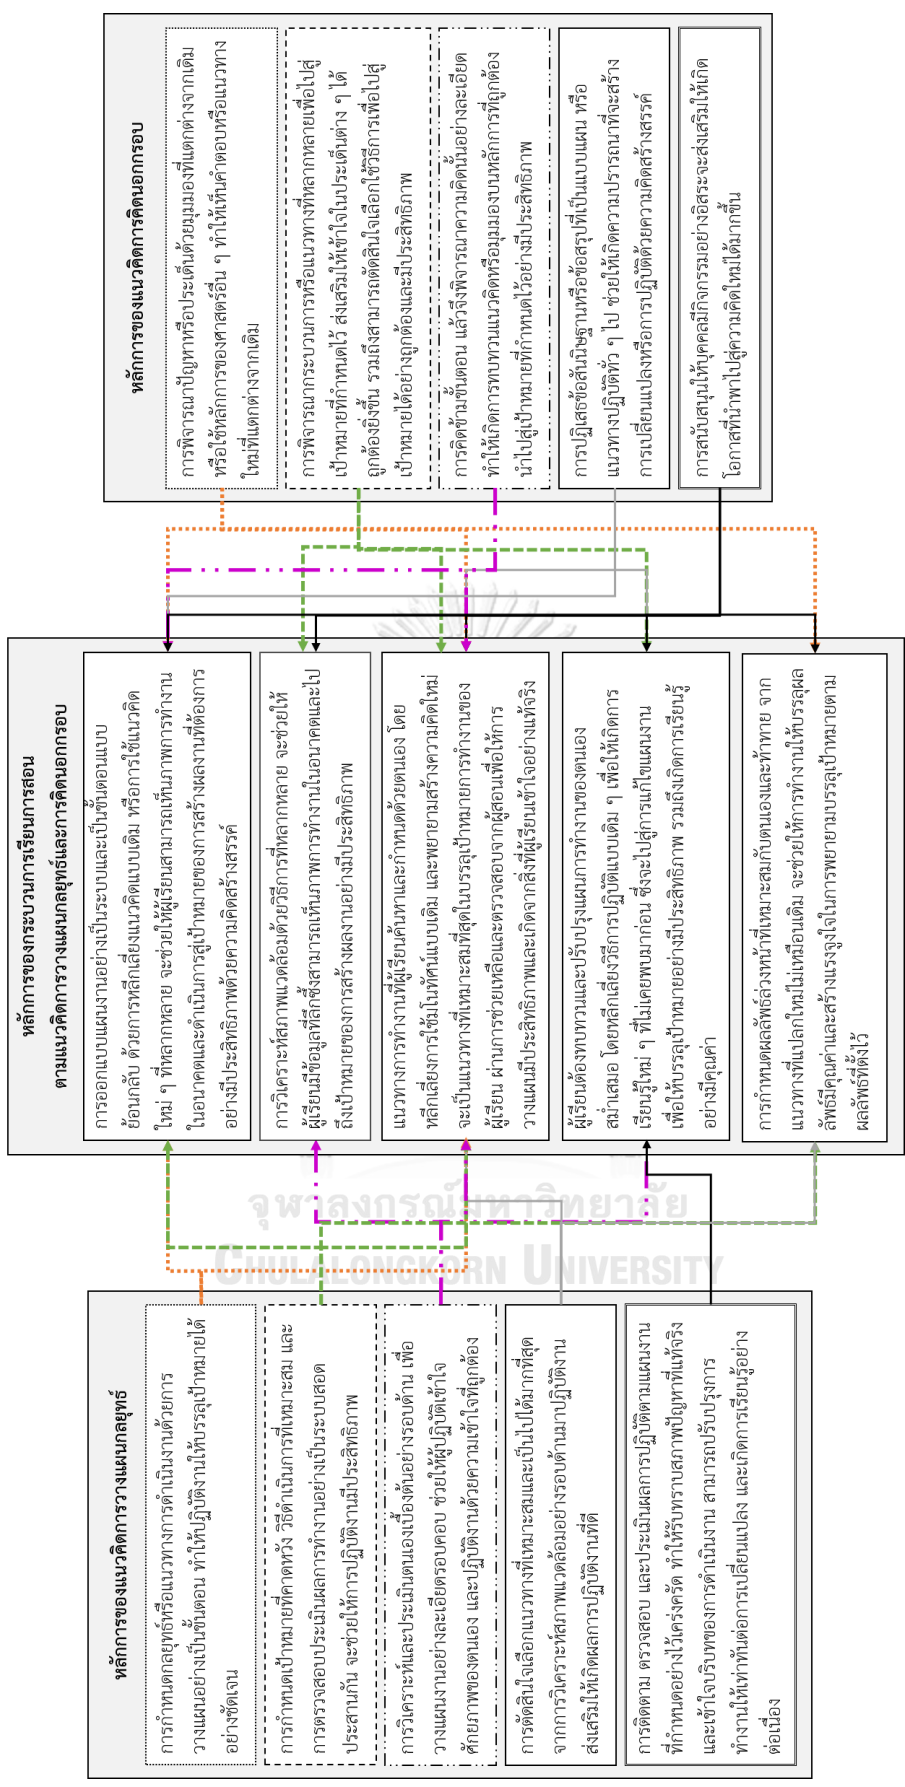 หลักการของแนวคิดการวางแผนกลยุทธ์
การกำหนดกลยุทธ์หรือแนวทางการดำเนินงานด้วยการ
วางแผนอย่างเป็นขั้นตอน ทำให้ปฏิบัติงานให้บรรลุเป้าหมายได้
อย่างชัดเจน
การกำหนดเป้าหมายที่คาดหวัง วิธีดำเนินการที่เหมาะสม และ
การตรวจสอบประเมินผลการทำงานอย่างเป็นระบบสอด
ประสานกัน จะช่วยให้การปฏิบัติงานมีประสิทธิภาพ
การวิเคราะห์และประเมินตนเองเบื้องต้นอย่างรอบด้าน เพื่อ
วางแผนงานอย่างละเอียดรอบคอบ ช่วยให้ผู้ปฏิบัติเข้าใจ
ศักยภาพของตนเอง และปฏิบัติงานด้วยความเข้าใจที่ถูกต้อง
การตัดสินใจเลือกแนวทางที่เหมาะสมและเป็นไปได้มากที่สุด
จากการวิเคราะห์สภาพแวดล้อมอย่างรอบด้านมาปฏิบัติงาน
ส่งเสริมให้เกิดผลการปฏิบัติงานที่ดี
การติดตาม ตรวจสอบ และประเมินผลการปฏิบัติตามแผนงาน
ที่กำหนดอย่างไว้เคร่งครัด ทำให้รับทราบสภาพปัญหาที่แท้จริง
และเข้าใจบริบทของการดำเนินงาน สามารถปรับปรุงการ
ทำงานให้เท่าทันต่อการเปลี่ยนแปลง และเกิดการเรียนรู้อย่าง
ต่อเนื่อง
หลักการของกระบวนการเรียนการสอน
ตามแนวคิดการวางแผนกลยุทธ์และการคิดนอกกรอบ
การออกแบบแผนงานอย่างเป็นระบบและเป็นขั้นตอนแบบ
ย้อนกลับ ด้วยการหลีกเลี่ยงแนวคิดแบบเดิม หรือการใช้แนวคิด
ใหม่ ๆ ที่หลากหลาย จะช่วยให้ผู้เรียนสามารถเห็นภาพการทำงาน
ในอนาคตและดำเนินการสู่เป้าหมายของการสร้างผลงานที่ต้องการ
อย่างมีประสิทธิภาพด้วยความคิดสร้างสรรค์
การวิเคราะห์สภาพแวดล้อมด้วยวิธีการที่หลากหลาย จะช่วยให้
ผู้เรียนมีข้อมูลที่ลึกซึ้งสามารถเห็นภาพการทำงานในอนาคตและไป
ถึงเป้าหมายของการสร้างผลงานอย่างมีประสิทธิภาพ
แนวทางการทำงานที่ผู้เรียนค้นหาและกำหนดด้วยตนเอง โดย
หลีกเลี่ยงการใช้มโนทัศน์แบบเดิม และพยายามสร้างความคิดใหม่
จะเป็นแนวทางที่เหมาะสมที่สุดในบรรลุเป้าหมายการทำงานของ
ผู้เรียน ผ่านการช่วยเหลือและตรวจสอบจากผู้สอนเพื่อให้การ
วางแผนมีประสิทธิภาพและเกิดจากสิ่งที่ผู้เรียนเข้าใจอย่างแท้จริง
ผู้เรียนต้องทบทวนและปรับปรุงแผนการทำงานของตนเอง
สม่ำเสมอ โดยหลีกเลี่ยงวิธีการปฏิบัติแบบเดิม ๆ เพื่อให้เกิดการ
เรียนรู้ใหม่ ๆ ที่ไม่เคยพบมาก่อน ซึ่งจะไปสู่การแก้ไขแผนงาน
เพื่อให้บรรลุเป้าหมายอย่างมีประสิทธิภาพ รวมถึงเกิดการเรียนรู้
อย่างมีคุณค่า
การกำหนดผลลัพธ์ล่วงหน้าที่เหมาะสมกับตนเองและท้าทาย จาก
แนวทางที่แปลกใหม่ไม่เหมือนเดิม จะช่วยให้การทำงานให้บรรลุผล
ลัพธ์มีคุณค่าและสร้างแรงจูงใจในการพยายามบรรลุเป้าหมายตาม
ผลลัพธ์ที่ตั้งไว้
หลักการของแนวคิดการคิดนอกกรอบ
การพิจารณาปัญหาหรือประเด็นด้วยมุมมองที่แตกต่างจากเดิม
หรือใช้หลักการของศาสตร์อื่น ๆ ทำให้เห็นคำตอบหรือแนวทาง
ใหม่ที่แตกต่างจากเดิม
การพิจารณากระบวนการหรือแนวทางที่หลากหลายเพื่อไปสู่
เป้าหมายที่กำหนดไว้ ส่งเสริมให้เข้าใจในประเด็นต่าง ๆ ได้
ถูกต้องยิ่งขึ้น รวมถึงสามารถตัดสินใจเลือกใช้วิธีการเพื่อไปสู่
เป้าหมายได้อย่างถูกต้องและมีประสิทธิภาพ
การคิดข้ามขั้นตอน แล้วจึงพิจารณาความคิดนั้นอย่างละเอียด
ทำให้เกิดการทบทวนแนวคิดหรือมุมมองบนหลักการที่ถูกต้อง
นำไปสู่เป้าหมายที่กำหนดไว้อย่างมีประสิทธิภาพ
การปฏิเสธข้อสันนิษฐานหรือข้อสรุปที่เป็นแบบแผน หรือ
แนวทางปฏิบัติทั่ว ๆ ไป ช่วยให้เกิดความปรารถนาที่จะสร้าง
การเปลี่ยนแปลงหรือการปฏิบัติด้วยความคิดสร้างสรรค์
การสนับสนุนให้บุคคลมีกิจกรรมอย่างอิสระจะส่งเสริมให้เกิด
โอกาสที่นำพาไปสู่ความคิดใหม่ได้มากขึ้น
จุฬาลงกรณ์มหาวิทยาลัย
CHULALONGKORN UNIVERSITY